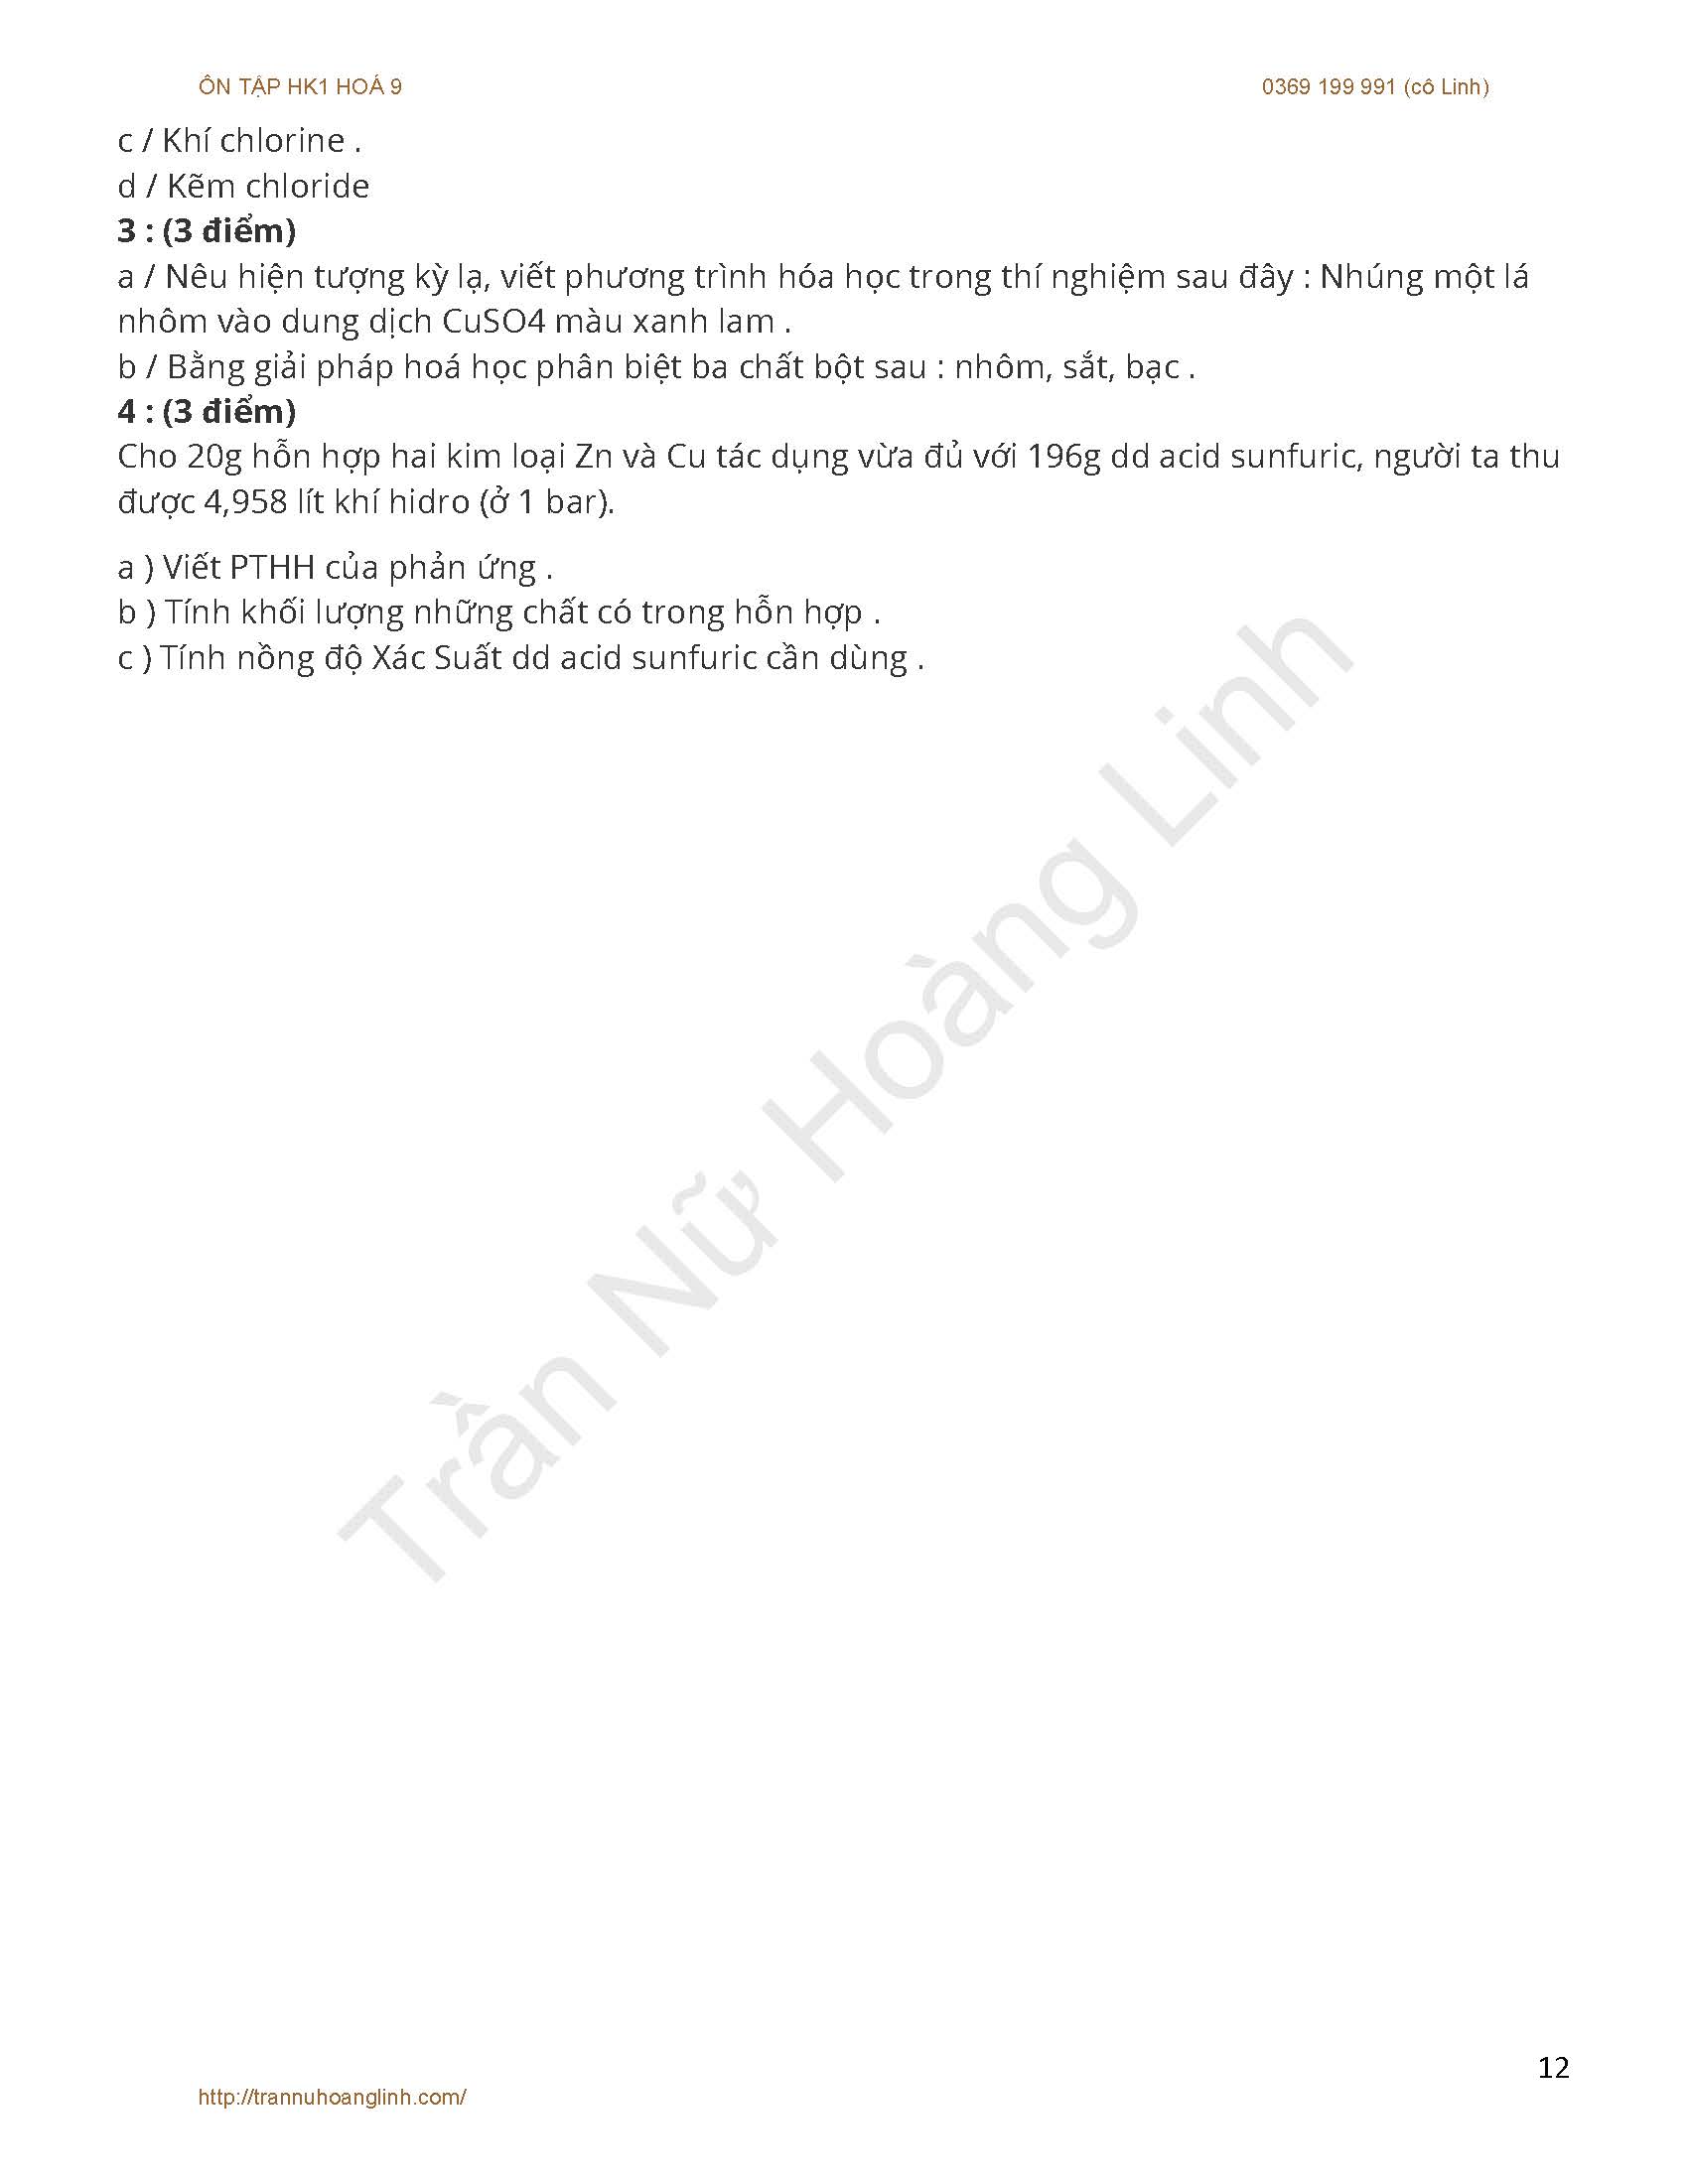 ÔN TẬP HK1 HOÁ 9 0369 199 991 (cô Linh)
c / Khí chlorine .
d / Kẽm chloride
3 : (3 điểm)
a / Nêu hiện tượng kỳ lạ, viết phương trình hóa học trong thí nghiệm sau đây : Nhúng một lá
nhôm vào dung dịch CuSO4 màu xanh lam .
b / Bằng giải pháp hoá học phân biệt ba chất bột sau : nhôm, sắt, bạc .
4 : (3 điểm)
Cho 20g hỗn hợp hai kim loại Zn và Cu tác dụng vừa đủ với 196g dd acid sunfuric, người ta thu
được 4,958 lít khí hidro (ở 1 bar).
a ) Viết PTHH của phản ứng .
b ) Tính khối lượng những chất có trong hỗn hợp .
c ) Tính nồng độ Xác Suất dd acid sunfuric cần dùng .
Trần Nữ Hoàng Linh
12
http://trannuhoanglinh.com/